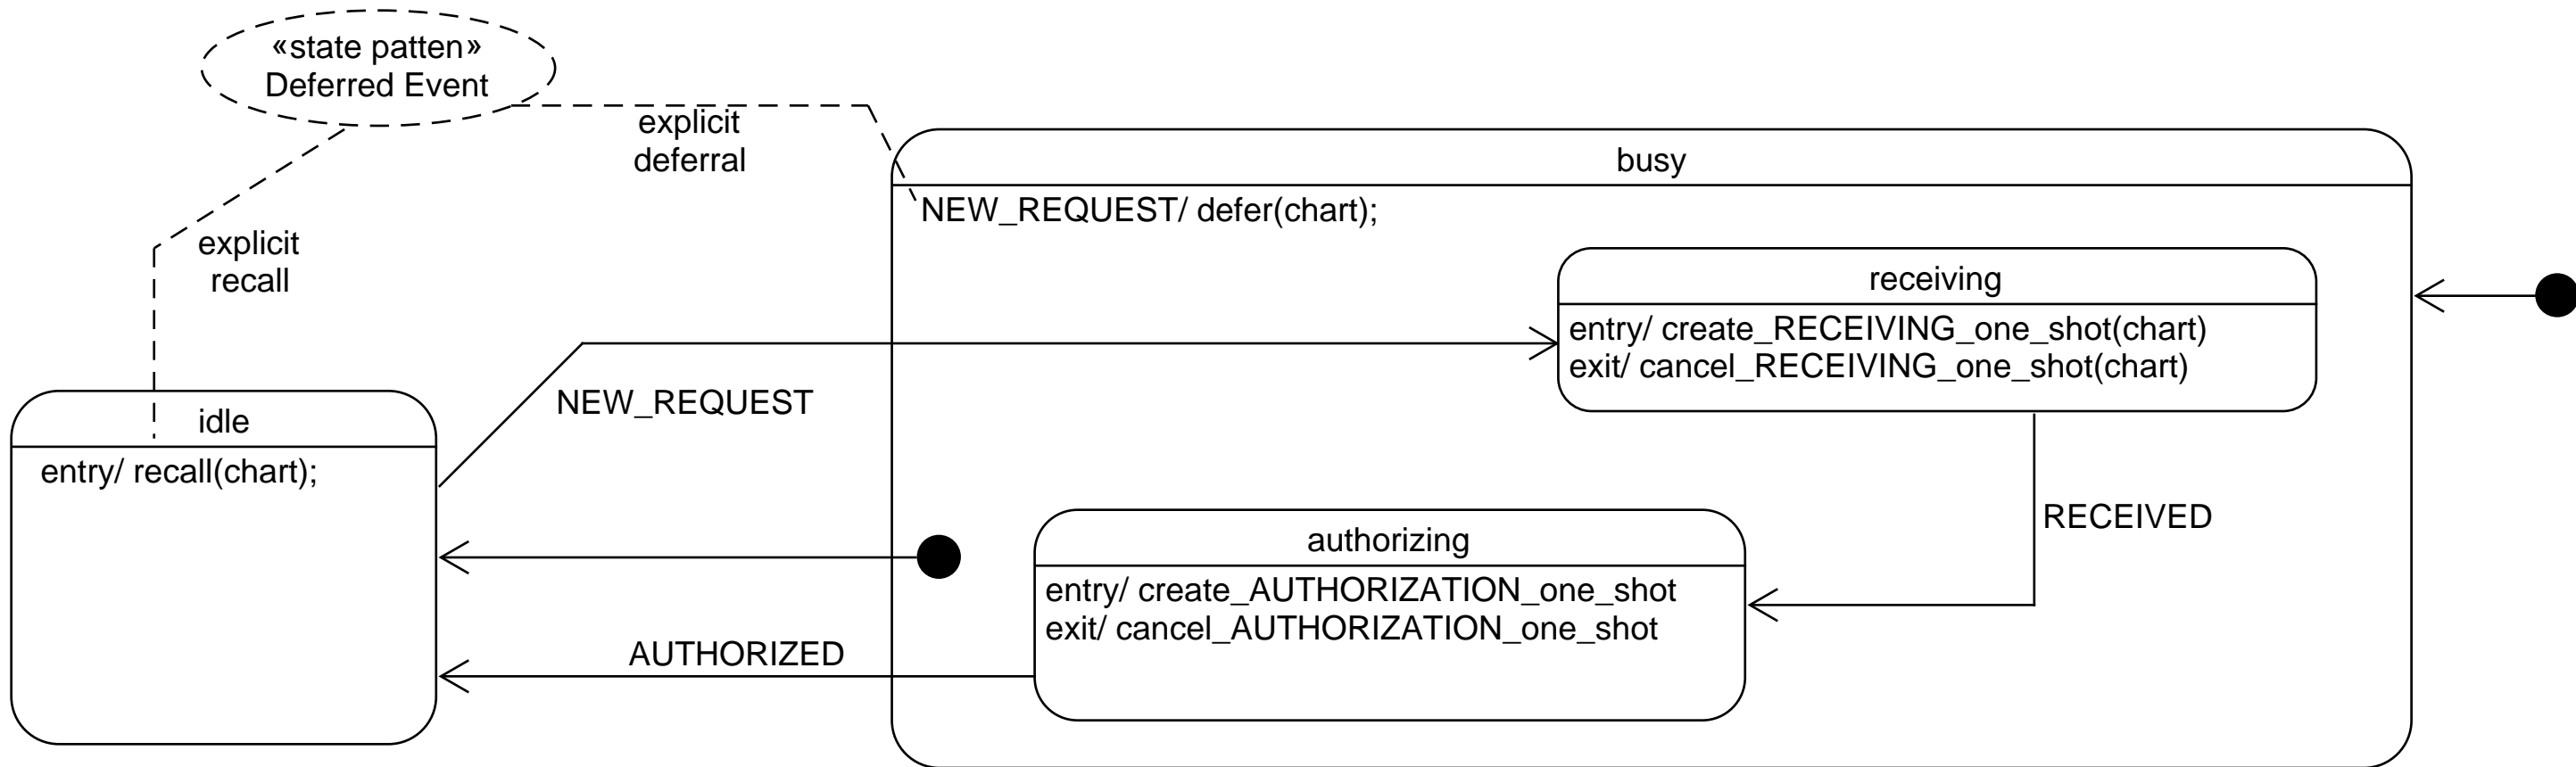 «state patten»
Deferred Event
explicit
deferral
busy
NEW_REQUEST/ defer(chart);
explicit
recall
receiving
entry/ create_RECEIVING_one_shot(chart)
exit/ cancel_RECEIVING_one_shot(chart)
NEW_REQUEST
idle
entry/ recall(chart);
RECEIVED
authorizing
entry/ create_AUTHORIZATION_one_shot
exit/ cancel_AUTHORIZATION_one_shot
AUTHORIZED